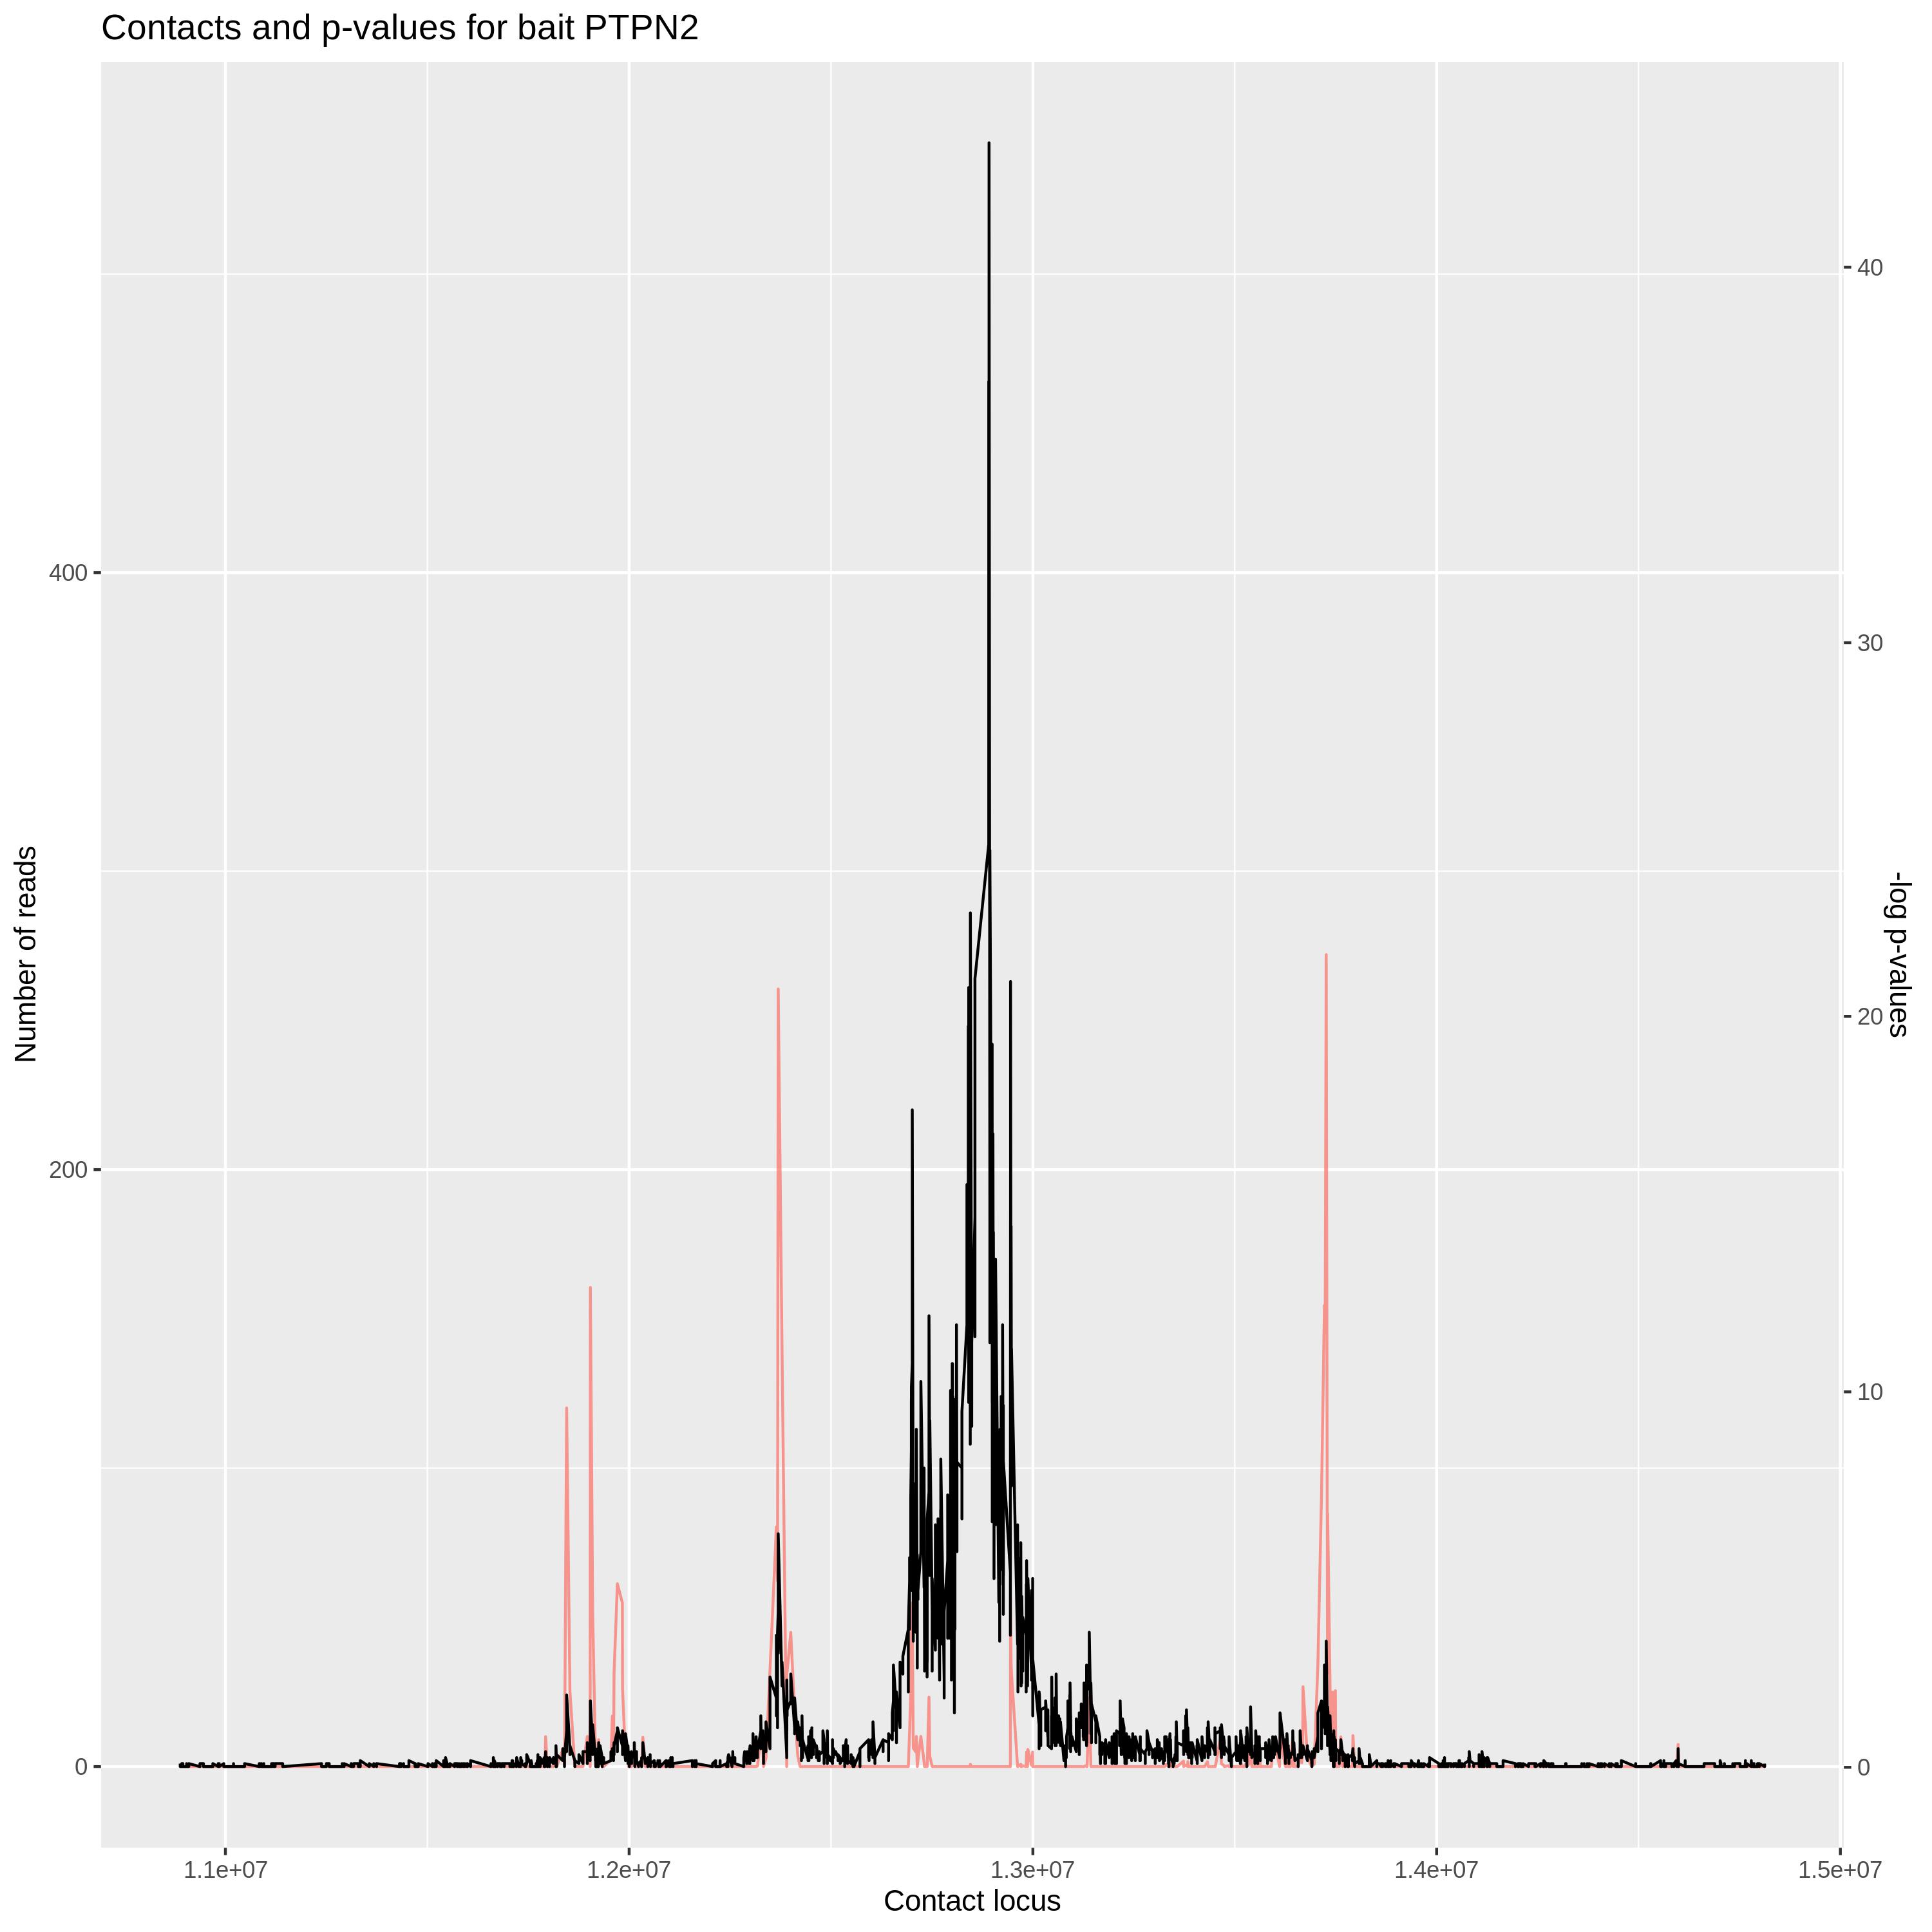 Contacts and p-values for bait PTPN2
Number of reads
400
200
0
40
30
20
10
0
-log p-values
1.1e+07
1.2e+07
1.3e+07
1.4e+07
1.5e+07
Contact locus